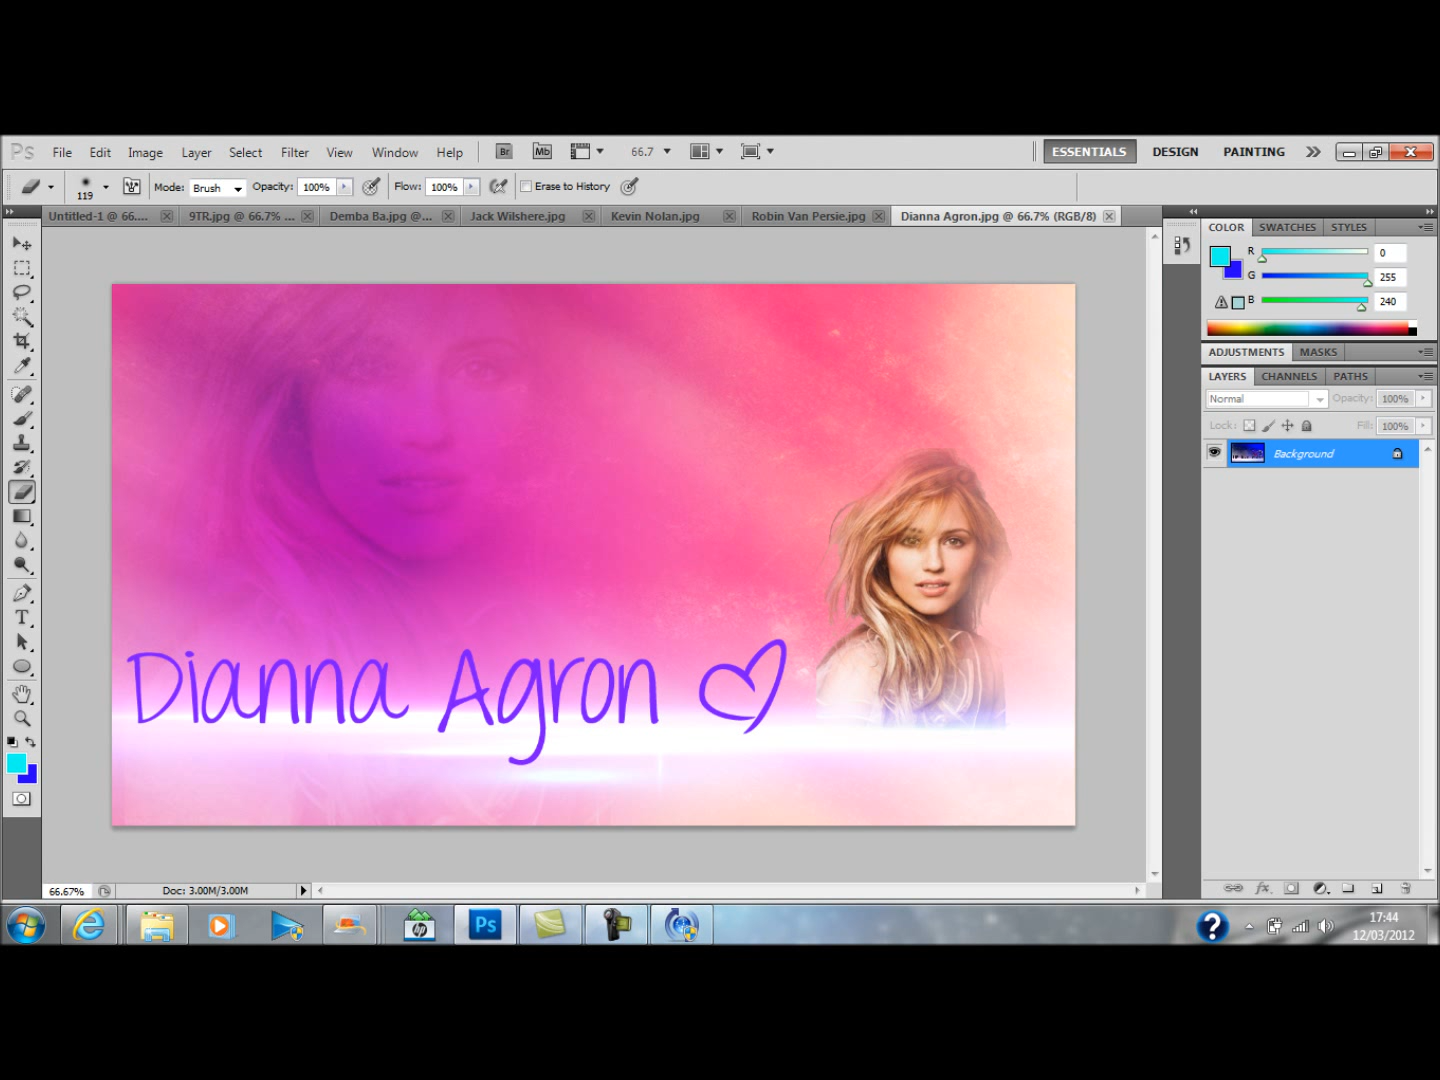 Ps File Edit Image Layer Select Filter View Window Help Br Mb 66.7 ESSENTIALS DESIGN PAINTING
119 Mode: Brush Opacity: 100% Flow: 100% Erase to History
Untitled-1 @ 66.... 9TR.jpg @ 66.7% ... Demba Ba.jpg @... Jack Wilshere.jpg Kevin Nolan.jpg Robin Van Persie.jpg Dianna Agron.jpg @ 66.7% (RGB/8)
COLOR SWATCHES STYLES
R 0
G 255
B 240
ADJUSTMENTS MASKS
LAYERS CHANNELS PATHS
Normal Opacity: 100%
Lock: Fill: 100%
Background
T
Dianna Agron
66.67% Doc: 3.00M/3.00M
hp Ps ? 17:44
12/03/2012